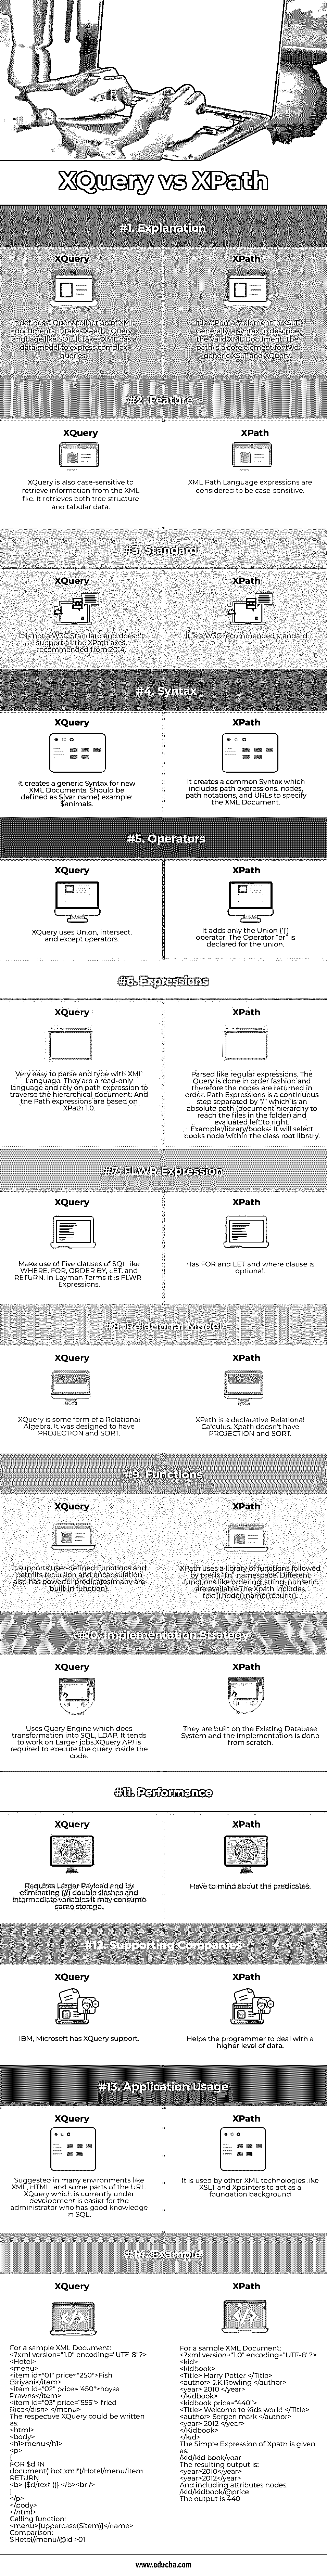 XQuery vs XPath
#1. Explanation
XQuery
XPath
It defines a Query collection of XML
documents. It takes XPath +Query
language like SQL. It takes XML has a
data model to express complex
queries.
It is a Primary element in XSLT.
Generally, a syntax to describe
the Valid XML Document. The
path is a core element for two
generic XSLT and XQuery.
#2. Feature
XQuery
XPath
XQuery is also case-sensitive to
retrieve information from the XML
file. It retrieves both tree structure
and tabular data.
XML Path Language expressions are
considered to be case-sensitive.
#3. Standard
XQuery
XPath
It is not a W3C Standard and doesn't
support all the XPath axes,
recommended from 2014.
It is a W3C recommended standard.
#4. Syntax
XQuery
XPath
It creates a generic Syntax for new
XML Documents. Should be
defined as ${var name} example:
$animals.
It creates a common Syntax which
includes path expressions, nodes,
path notations, and URLs to specify
the XML Document.
#5. Operators
XQuery
XPath
XQuery uses Union, intersect,
and except operators.
It adds only the Union ('|')
operator. The Operator "or" is
declared for the union.
#6. Expressions
XQuery
XPath
Very easy to parse and type with XML
Language. They are a read-only
language and rely on path expression to
traverse the hierarchical document. And
the Path expressions are based on
XPath 1.0.
Parsed like regular expressions. The
Query is done in order fashion and
therefore the nodes are returned in
order. Path Expressions is a continuous
step separated by "/" which is an
absolute path (document hierarchy to
reach the files in the folder) and
evaluated left to right.
Example:/library/books- It will select
books node within the class root library.
#7. FLWR Expression
XQuery
XPath
Make use of Five clauses of SQL like
WHERE, FOR, ORDER BY, LET, and
RETURN. in Layman Terms it is FLWR-
Expressions.
Has FOR and LET and where clause is
optional.
#8. Relational Model
XQuery
XPath
XQuery is some form of a Relational
Algebra. It was designed to have
PROJECTION and SORT.
XPath is a declarative Relational
Calculus. Xpath doesn't have
PROJECTION and SORT.
#9. Functions
XQuery
XPath
It supports user-defined Functions and
permits recursion and encapsulation
also has powerful predicates(many are
built-in function).
XPath uses a library of functions followed
by prefix "fn" namespace. Different
functions like ordering, string, numeric
are available.The Xpath includes
text(),node(),name(),count().
#10. Implementation Strategy
XQuery
XPath
Uses Query Engine which does
transformation into SQL, LDAP. It tends
to work on Larger jobs.XQuery API is
required to execute the query inside the
code.
They are built on the Existing Database
System and the implementation is done
from scratch.
#11. Performance
XQuery
XPath
Requires Larger Payload and by
eliminating (//) double slashes and
intermediate variables it may consume
some storage.
Have to mind about the predicates.
#12. Supporting Companies
XQuery
XPath
IBM, Microsoft has XQuery support.
Helps the programmer to deal with a
higher level of data.
#13. Application Usage
XQuery
XPath
Suggested in many environments like
XML, HTML, and some parts of the URL.
XQuery which is currently under
development is easier for the
administrator who has good knowledge
in SQL.
It is used by other XML technologies like
XSLT and Xpointers to act as a
foundation background
#14. Example
XQuery
XPath
For a sample XML Document:
<?xml version="1.0" encoding="UTF-8"?>
<Hotel>
<menu>
<item id="01" price="250">Fish
Biriyani</item>
<item id="02" price="450">hoysa
Prawns</item>
<item id="03" price="555"> fried
Rice</dish> </menu>
The respective XQuery could be written
as:
<html>
<body>
<h1>menu</h1>
<p>
{
FOR $d IN
document("hot.xml")/Hotel/menu/item
RETURN
<b> {$d/text ()} </b><br />
}
</p>
</body>
</html>
Calling function:
<menu>{uppercase($item)}</name>
Comparison:
$Hotel//menu/@id >01
For a sample XML Document:
<?xml version="1.0" encoding="UTF-8"?>
<kid>
<kidbook>
<Title> Harry Potter </Title>
<author> J.K.Rowling </author>
<year> 2010 </year>
</kidbook>
<kidbook price="440">
<Title> Welcome to Kids world </Title>
<author> Sergen mark </author>
<year> 2012 </year>
</Kidbook>
</kid>
The Simple Expression of Xpath is given
as:
/kid/kid book/year
The resulting output is:
<year>2010</year>
<year>2012</year>
And including attributes nodes:
/kid/kidbook/@price
The output is 440.
www.educba.com